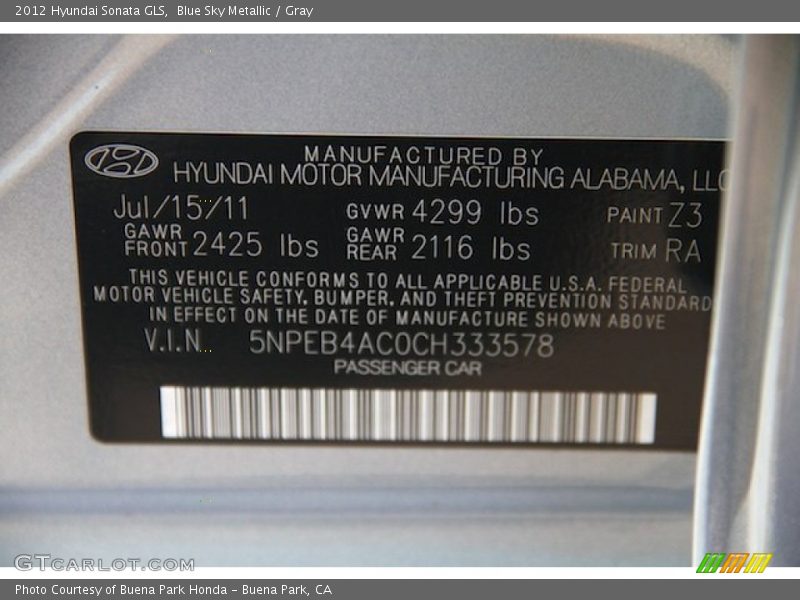 2012 Hyundai Sonata GLS,  Blue Sky Metallic / Gray
MANUFACTURED BY
HYUNDAI MOTOR MANUFACTURING ALABAMA, LLC
Jul/15/11 GVWR 4299 lbs PAINT Z3
GAWR FRONT 2425 lbs GAWR REAR 2116 lbs TRIM RA
THIS VEHICLE CONFORMS TO ALL APPLICABLE U.S.A. FEDERAL
MOTOR VEHICLE SAFETY, BUMPER, AND THEFT PREVENTION STANDARD
IN EFFECT ON THE DATE OF MANUFACTURE SHOWN ABOVE
V.I.N. 5NPEB4AC0CH333578
PASSENGER CAR
GTCARLOT.COM
Photo Courtesy of Buena Park Honda – Buena Park, CA